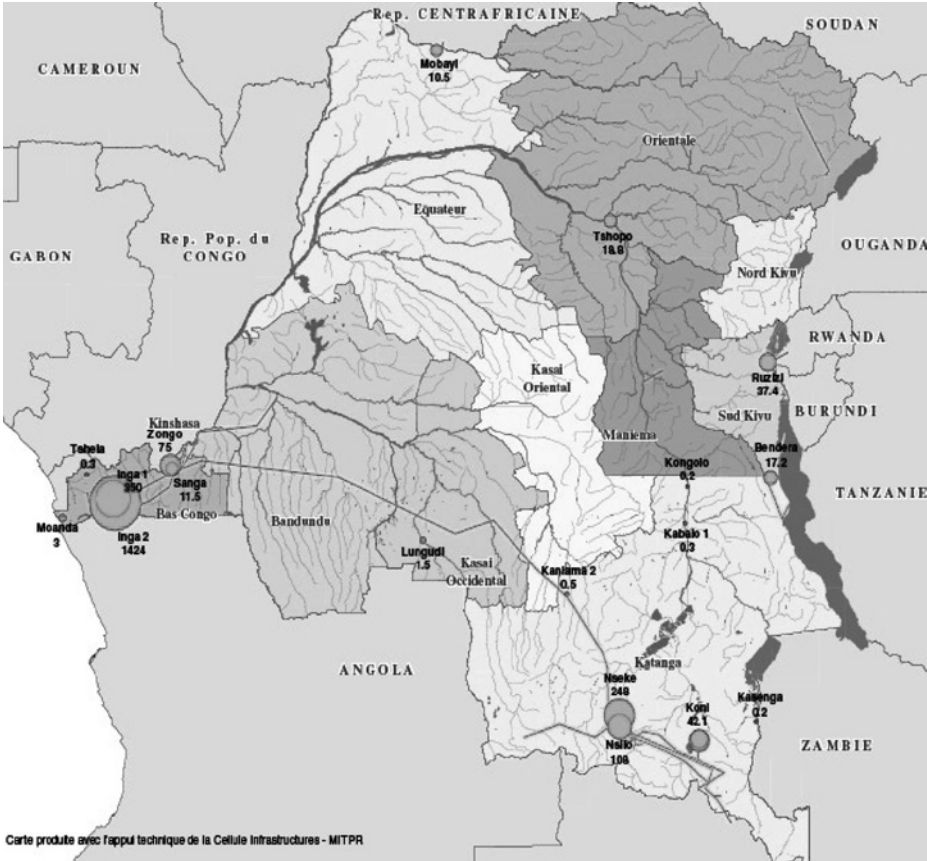 Rep. CENTRAFRICAINE
SOUDAN
CAMEROUN
Mobayi
10.5
Orientale
Equateur
Tshopo
18.8
Rep. Pop. du
CONGO
GABON
OUGANDA
Nord Kivu
RWANDA
Kasai
Oriental
Ruzizi
37.4
Sud Kivu
BURUNDI
Kinshasa
Zongo
75
Maniema
Bendera
17.2
Tshela
0.3
Inga 1
350
Sanga
11.5
Kongolo
0.2
TANZANIE
Bas Congo
Bandundu
Moanda
3
Inga 2
1424
Kabalo 1
0.3
Lungudi
1.5
Kasai
Occidental
Kaniama 2
0.5
ANGOLA
Katanga
Nseke
248
Koni
42.1
Kasenga
0.2
Nsilo
108
ZAMBIE
Carte produite avec l'appui technique de la Cellule Infrastructures - MITPR